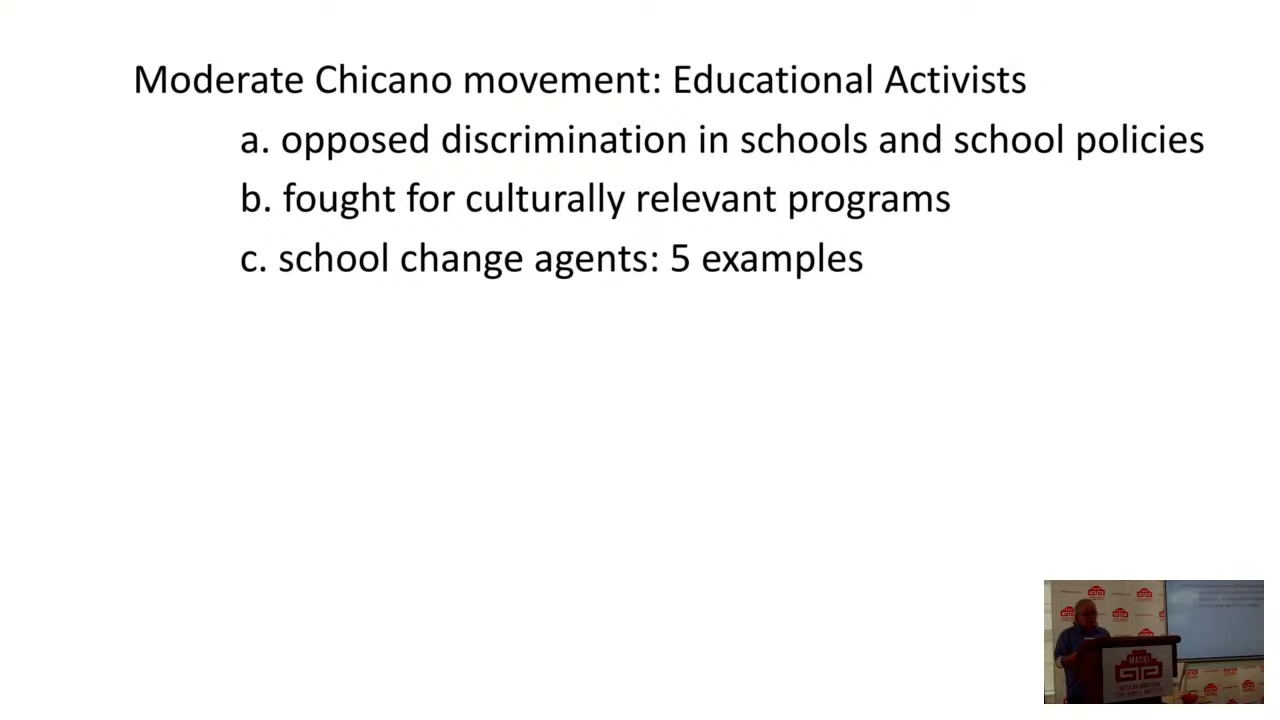 Moderate Chicano movement: Educational Activists
a. opposed discrimination in schools and school policies
b. fought for culturally relevant programs
c. school change agents: 5 examples
MACRI